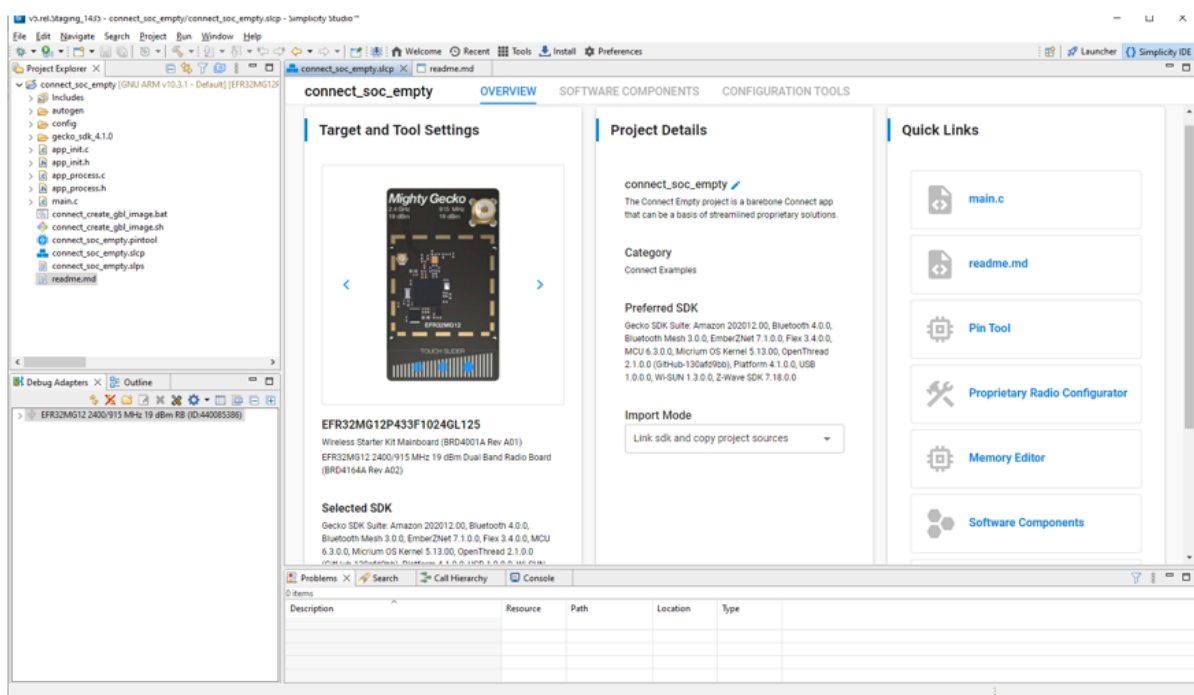 v5.rel.Staging_1435 - connect_soc_empty/connect_soc_empty.slcp - Simplicity Studio™
File Edit Navigate Search Project Run Window Help
Welcome Recent Tools Install Preferences Launcher Simplicity IDE
Project Explorer
connect_soc_empty [GNU ARM v10.3.1 - Default] [EFR32MG12P
Includes
autogen
config
gecko_sdk_4.1.0
app_init.c
app_init.h
app_process.c
app_process.h
main.c
connect_create_gbl_image.bat
connect_create_gbl_image.sh
connect_soc_empty.pintool
connect_soc_empty.slcp
connect_soc_empty.slps
readme.md
Debug Adapters Outline
EFR32MG12 2400/915 MHz 19 dBm RB (ID:440085386)
connect_soc_empty.slcp readme.md
connect_soc_empty OVERVIEW SOFTWARE COMPONENTS CONFIGURATION TOOLS
Target and Tool Settings
Mighty Gecko
2.4 GHz 915 MHz
19 dBm 19 dBm
EFR32MG12
TOUCH SLIDER
EFR32MG12P433F1024GL125
Wireless Starter Kit Mainboard (BRD4001A Rev A01)
EFR32MG12 2400/915 MHz 19 dBm Dual Band Radio Board
(BRD4164A Rev A02)
Selected SDK
Gecko SDK Suite: Amazon 202012.00, Bluetooth 4.0.0,
Bluetooth Mesh 3.0.0, EmberZNet 7.1.0.0, Flex 3.4.0.0, MCU
6.3.0.0, Micrium OS Kernel 5.13.00, OpenThread 2.1.0.0
Project Details
connect_soc_empty
The Connect Empty project is a barebone Connect app
that can be a basis of streamlined proprietary solutions.
Category
Connect Examples
Preferred SDK
Gecko SDK Suite: Amazon 202012.00, Bluetooth 4.0.0,
Bluetooth Mesh 3.0.0, EmberZNet 7.1.0.0, Flex 3.4.0.0,
MCU 6.3.0.0, Micrium OS Kernel 5.13.00, OpenThread
2.1.0.0 (GitHub-130afd9bb), Platform 4.1.0.0, USB
1.0.0.0, Wi-SUN 1.3.0.0, Z-Wave SDK 7.18.0.0
Import Mode
Link sdk and copy project sources
Quick Links
main.c
readme.md
Pin Tool
Proprietary Radio Configurator
Memory Editor
Software Components
Problems Search Call Hierarchy Console
0 items
Description Resource Path Location Type